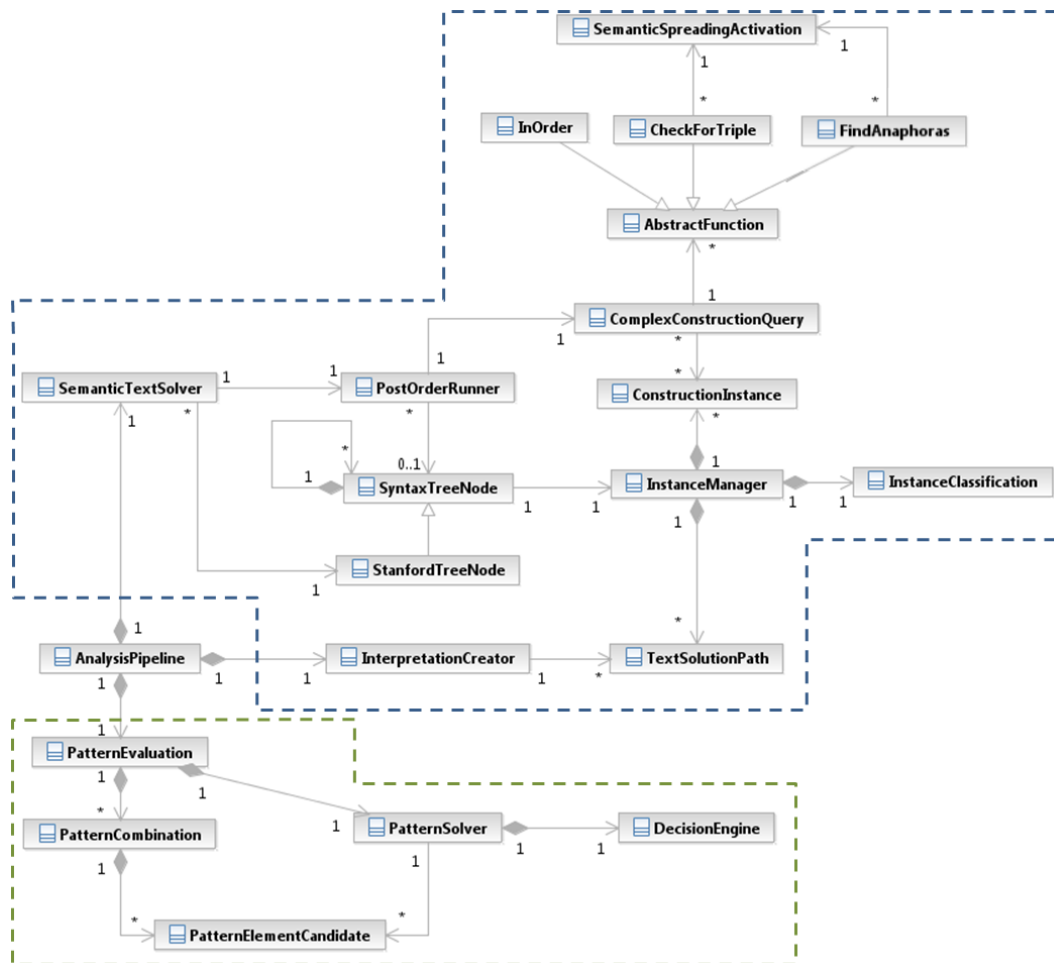 SemanticSpreadingActivation
1
1
*
*
InOrder
CheckForTriple
FindAnaphoras
AbstractFunction
*
1
ComplexConstructionQuery
1
1
*
*
SemanticTextSolver
1
1
PostOrderRunner
ConstructionInstance
*
1
*
*
*
0..1
1
1
SyntaxTreeNode
1
1
InstanceManager
1
1
InstanceClassification
1
StanfordTreeNode
1
1
*
AnalysisPipeline
1
1
InterpretationCreator
1
*
TextSolutionPath
1
1
PatternEvaluation
1
1
*
1
PatternCombination
PatternSolver
DecisionEngine
1
1
1
1
*
*
PatternElementCandidate